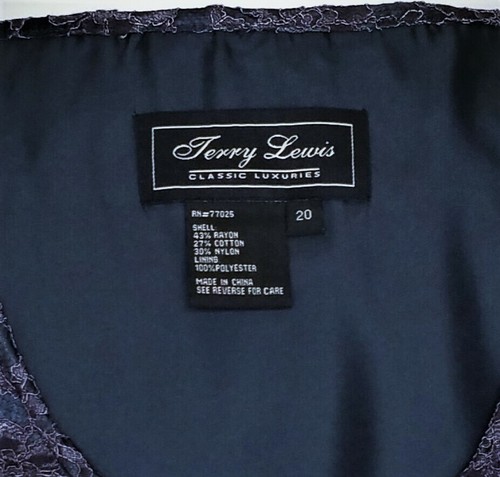 Terry Lewis
CLASSIC LUXURIES
RN#77025
20
SHELL
43% RAYON
27% COTTON
30% NYLON
LINING
100%POLYESTER
MADE IN CHINA
SEE REVERSE FOR CARE